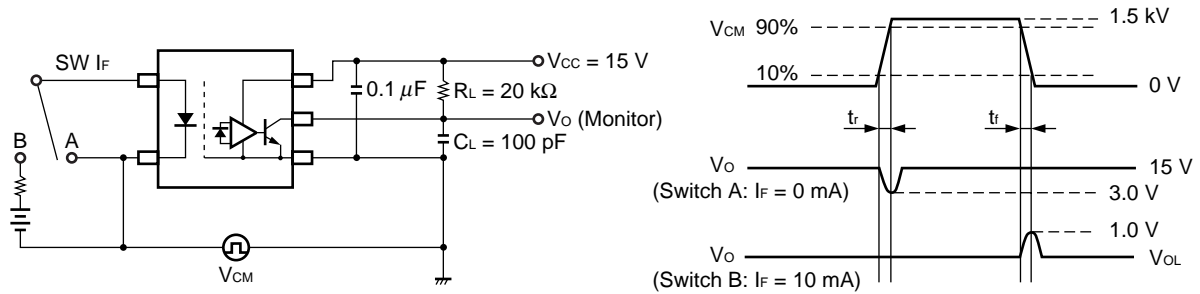 SW IF
B
A
VCM
0.1 μF
VCC = 15 V
RL = 20 kΩ
VO (Monitor)
CL = 100 pF
VCM 90%
10%
1.5 kV
0 V
tr
tf
VO
(Switch A: IF = 0 mA)
15 V
3.0 V
1.0 V
VO
(Switch B: IF = 10 mA)
VOL